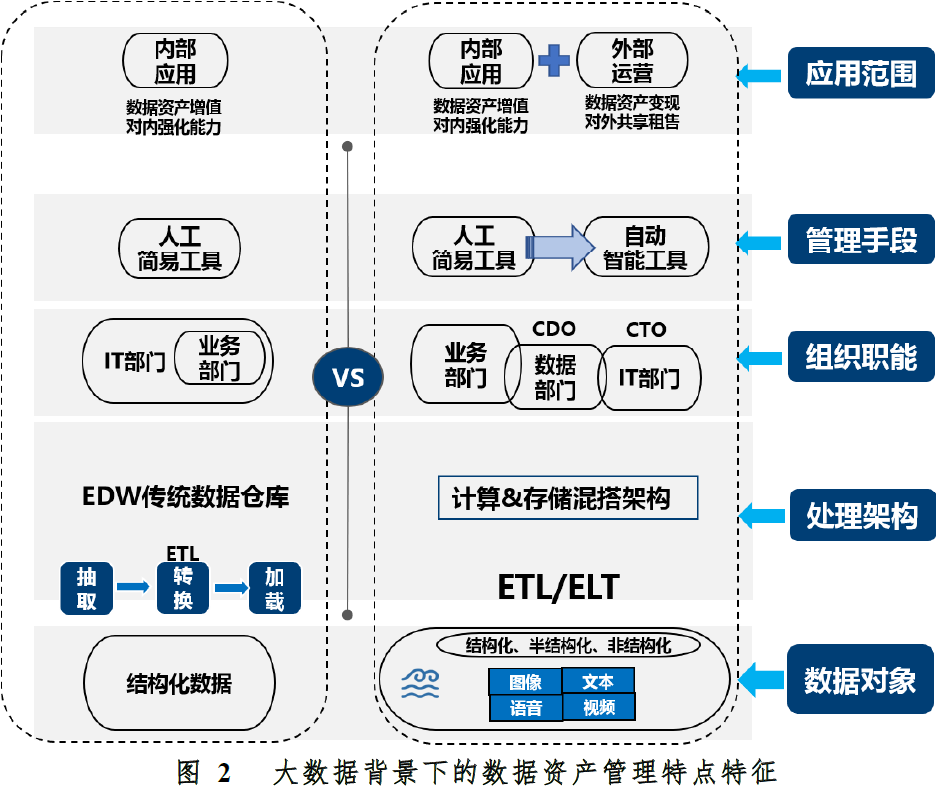 内部
应用
数据资产增值
对内强化能力
内部
应用
数据资产增值
对内强化能力
外部
运营
数据资产变现
对外共享租售
应用范围
人工
简易工具
人工
简易工具
自动
智能工具
管理手段
IT部门
业务
部门
VS
业务
部门
CDO
数据
部门
CTO
IT部门
组织职能
EDW传统数据仓库
ETL
抽
取
转
换
加
载
计算&存储混搭架构
ETL/ELT
处理架构
结构化数据
结构化、半结构化、非结构化
图像
文本
语音
视频
数据对象
图 2 大数据背景下的数据资产管理特点特征